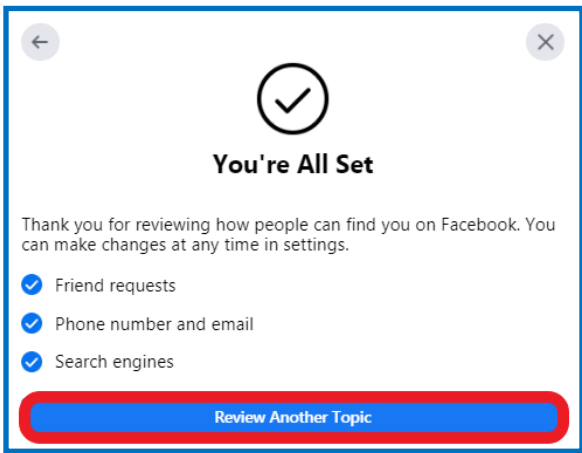 You're All Set
Thank you for reviewing how people can find you on Facebook. You
can make changes at any time in settings.
Friend requests
Phone number and email
Search engines
Review Another Topic